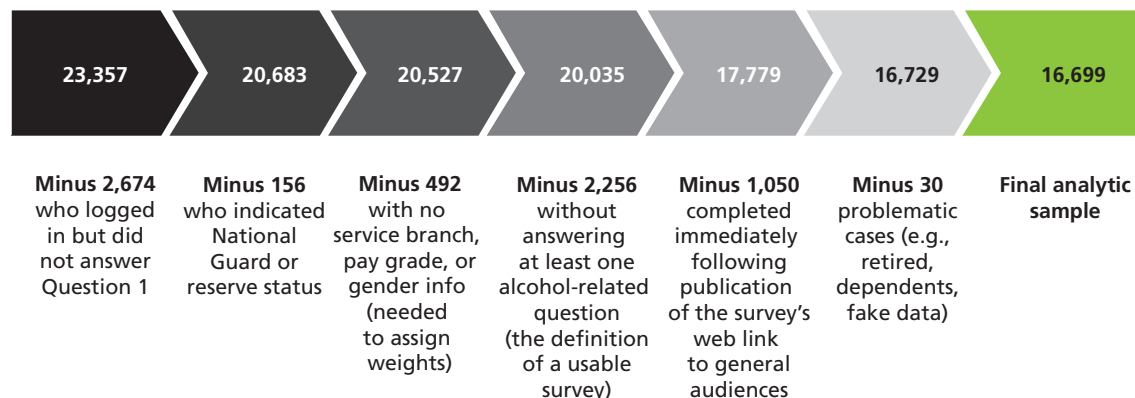 23,357
20,683
20,527
20,035
17,779
16,729
16,699
Minus 2,674
who logged
in but did
not answer
Question 1
Minus 156
who indicated
National
Guard or
reserve status
Minus 492
with no
service branch,
pay grade, or
gender info
(needed
to assign
weights)
Minus 2,256
without
answering
at least one
alcohol-related
question
(the definition
of a usable
survey)
Minus 1,050
completed
immediately
following
publication
of the survey’s
web link
to general
audiences
Minus 30
problematic
cases (e.g.,
retired,
dependents,
fake data)
Final analytic
sample